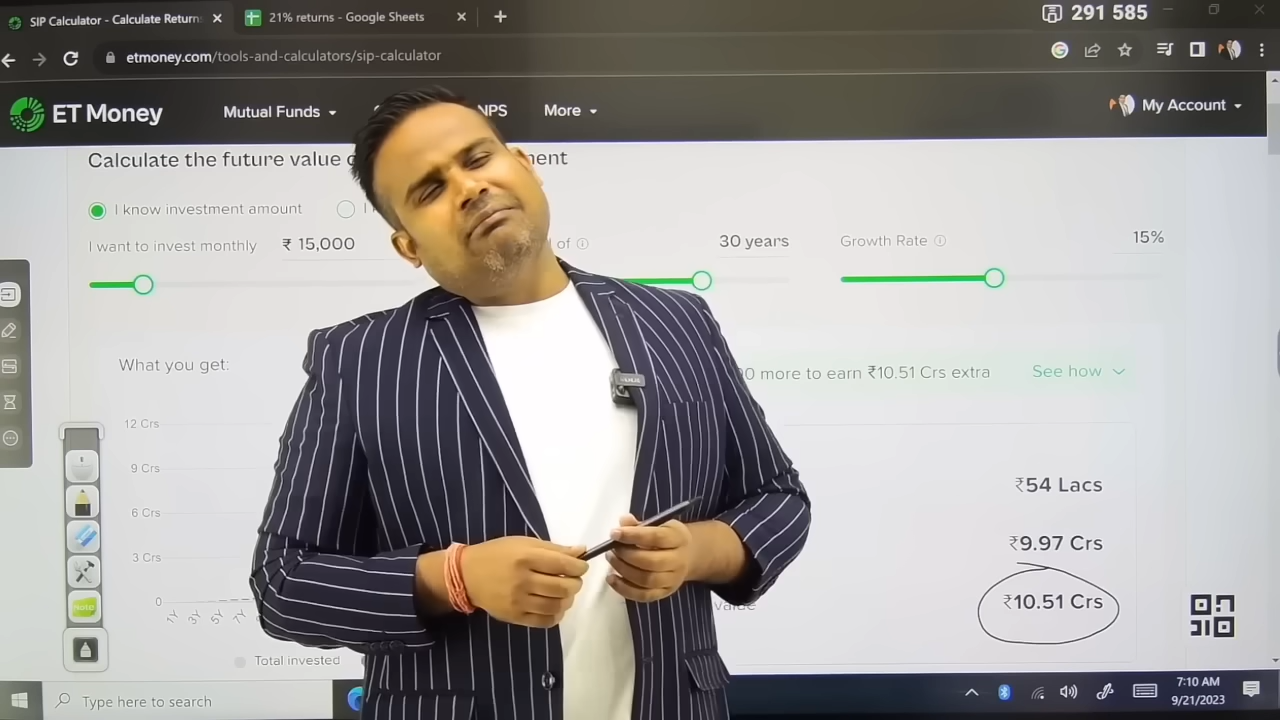 SIP Calculator - Calculate Return
21% returns - Google Sheets
291 585
etmoney.com/tools-and-calculators/sip-calculator
ET Money
Mutual Funds
NPS
More
My Account
Calculate the future value
I know investment amount
I want to invest monthly
₹ 15,000
of
30 years
Growth Rate
15%
What you get:
more to earn ₹10.51 Crs extra
See how
12 Crs
9 Crs
6 Crs
3 Crs
0
1Y
3Y
5Y
7Y
₹54 Lacs
₹9.97 Crs
₹10.51 Crs
value
Total invested
Type here to search
7:10 AM
9/21/2023